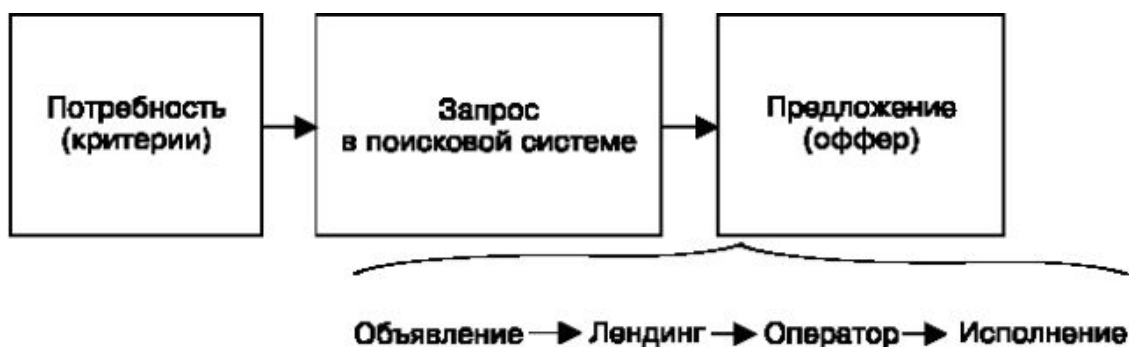 Потребность
(критерии)
Запрос
в поисковой системе
Предложение
(оффер)
Объявление Лендинг Оператор Исполнение